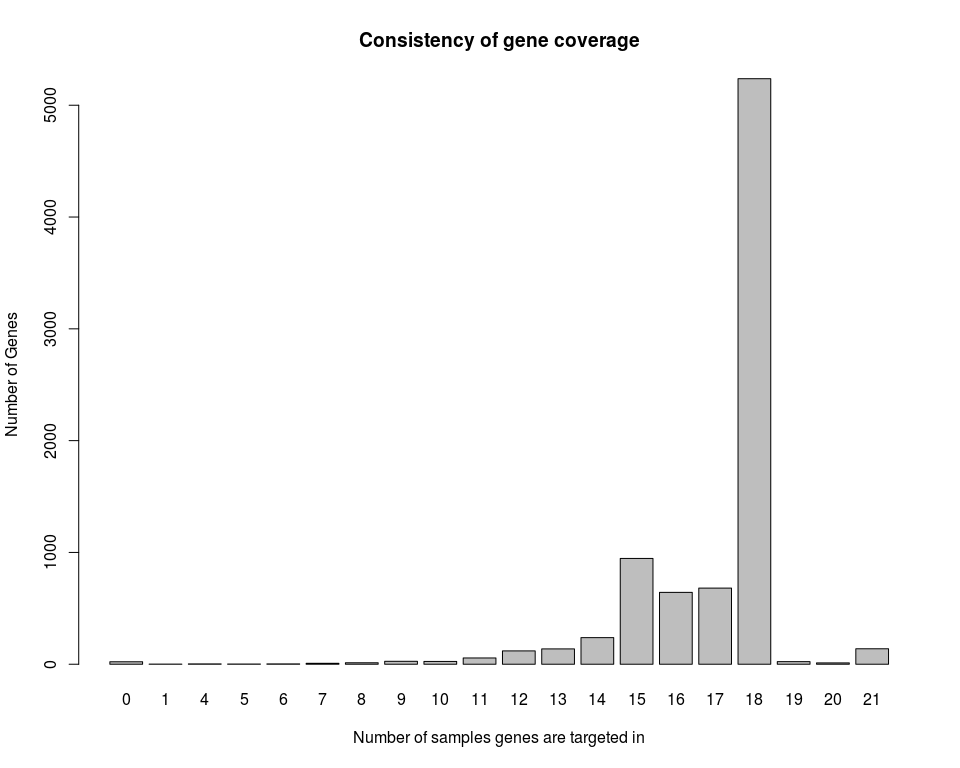 Consistency of gene coverage
Number of Genes
5000
4000
3000
2000
1000
0
0 1 4 5 6 7 8 9 10 11 12 13 14 15 16 17 18 19 20 21
Number of samples genes are targeted in